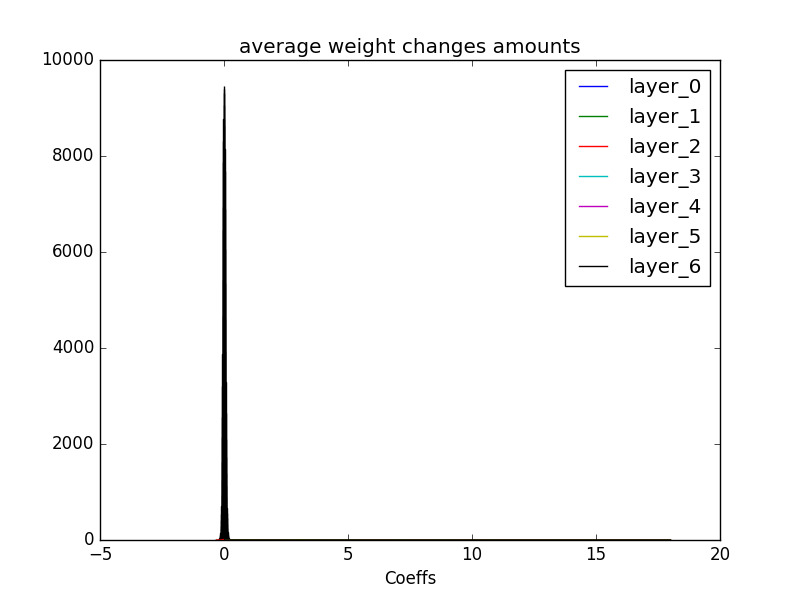 average weight changes amounts
10000
8000
6000
4000
2000
0
layer_0
layer_1
layer_2
layer_3
layer_4
layer_5
layer_6
−5 0 5 10 15 20
Coeffs